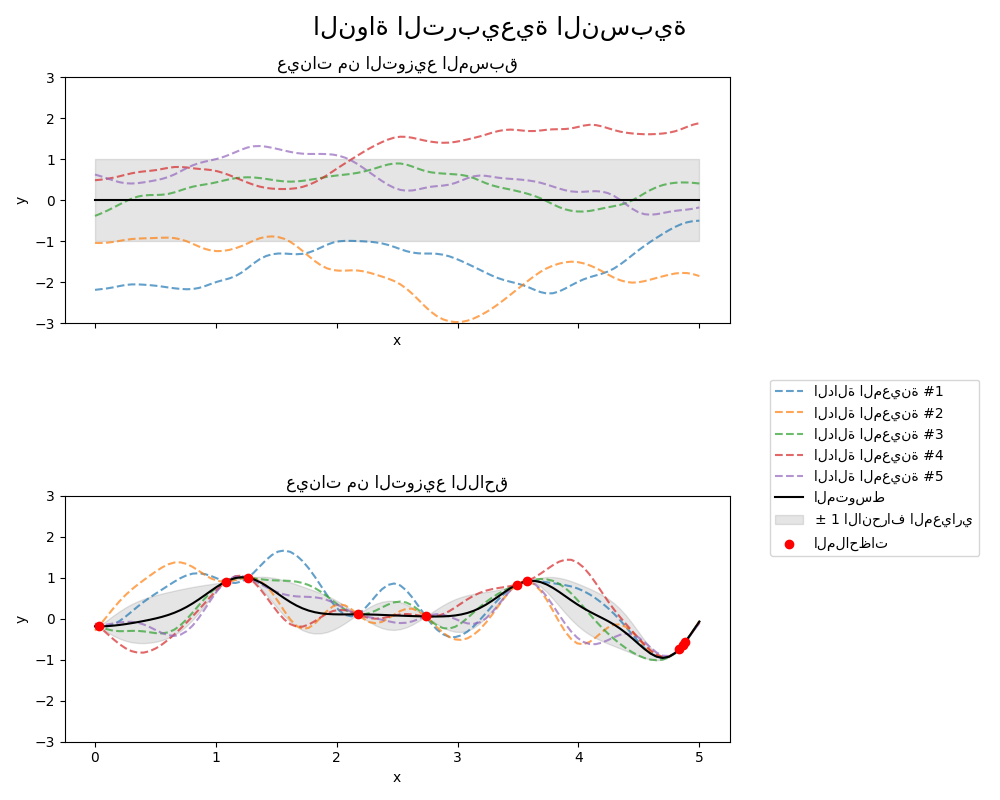 النواة التربيعية النسبية
عينات من التوزيع المسبق
3
2
1
0
−1
−2
−3
y
x
الدالة المعينة #1
الدالة المعينة #2
الدالة المعينة #3
الدالة المعينة #4
الدالة المعينة #5
المتوسط
± 1 الانحراف المعياري
الملاحظات
عينات من التوزيع اللاحق
3
2
1
0
−1
−2
−3
y
0 1 2 3 4 5
x